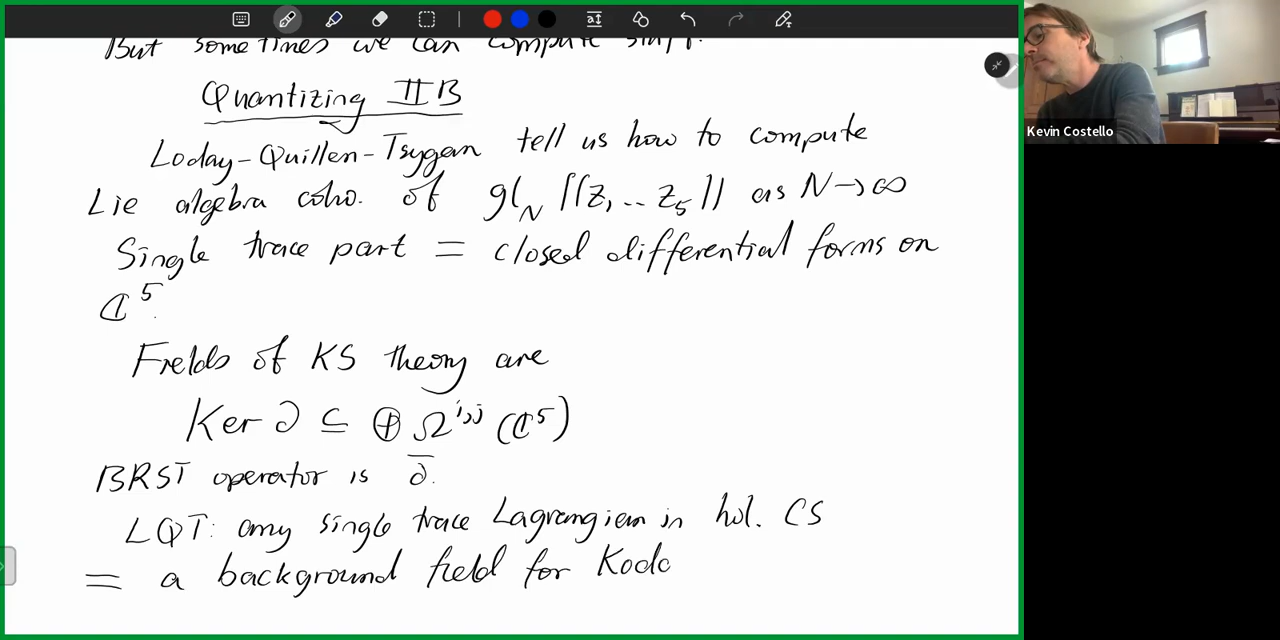 But sometimes we can compute stuff.
Quantizing IIB
Loday-Quillen-Tsygan tell us how to compute
Lie algebra coho. of gl_N [[z, .. z_5]] as N → ∞
Single trace part = closed differential forms on
ℂ^5.
Fields of KS theory are
Ker ∂ ⊆ ⊕ Ω^{i,j} (ℂ^5)
BRST operator is ∂̄.
LQT: any single trace Lagrangian in hol. CS
= a background field for Koda
Kevin Costello